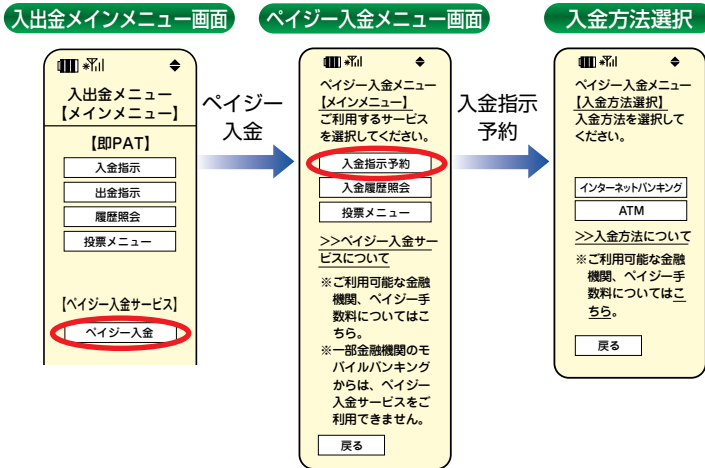 入出金メインメニュー画面
入出金メニュー
【メインメニュー】
【即PAT】
入金指示
出金指示
履歴照会
投票メニュー
【ペイジー入金サービス】
ペイジー入金
ペイジー
入金
ペイジー入金メニュー画面
ペイジー入金メニュー
【メインメニュー】
ご利用するサービス
を選択してください。
入金指示予約
入金履歴照会
投票メニュー
>>ペイジー入金サー
ビスについて
※ご利用可能な金融
機関、ペイジー手
数料についてはこ
ちら。
※一部金融機関のモ
バイルバンキング
からは、ペイジー
入金サービスをご
利用できません。
戻る
入金指示
予約
入金方法選択
ペイジー入金メニュー
【入金方法選択】
入金方法を選択して
ください。
インターネットバンキング
ATM
>>入金方法について
※ご利用可能な金融
機関、ペイジー手
数料についてはこ
ちら。
戻る